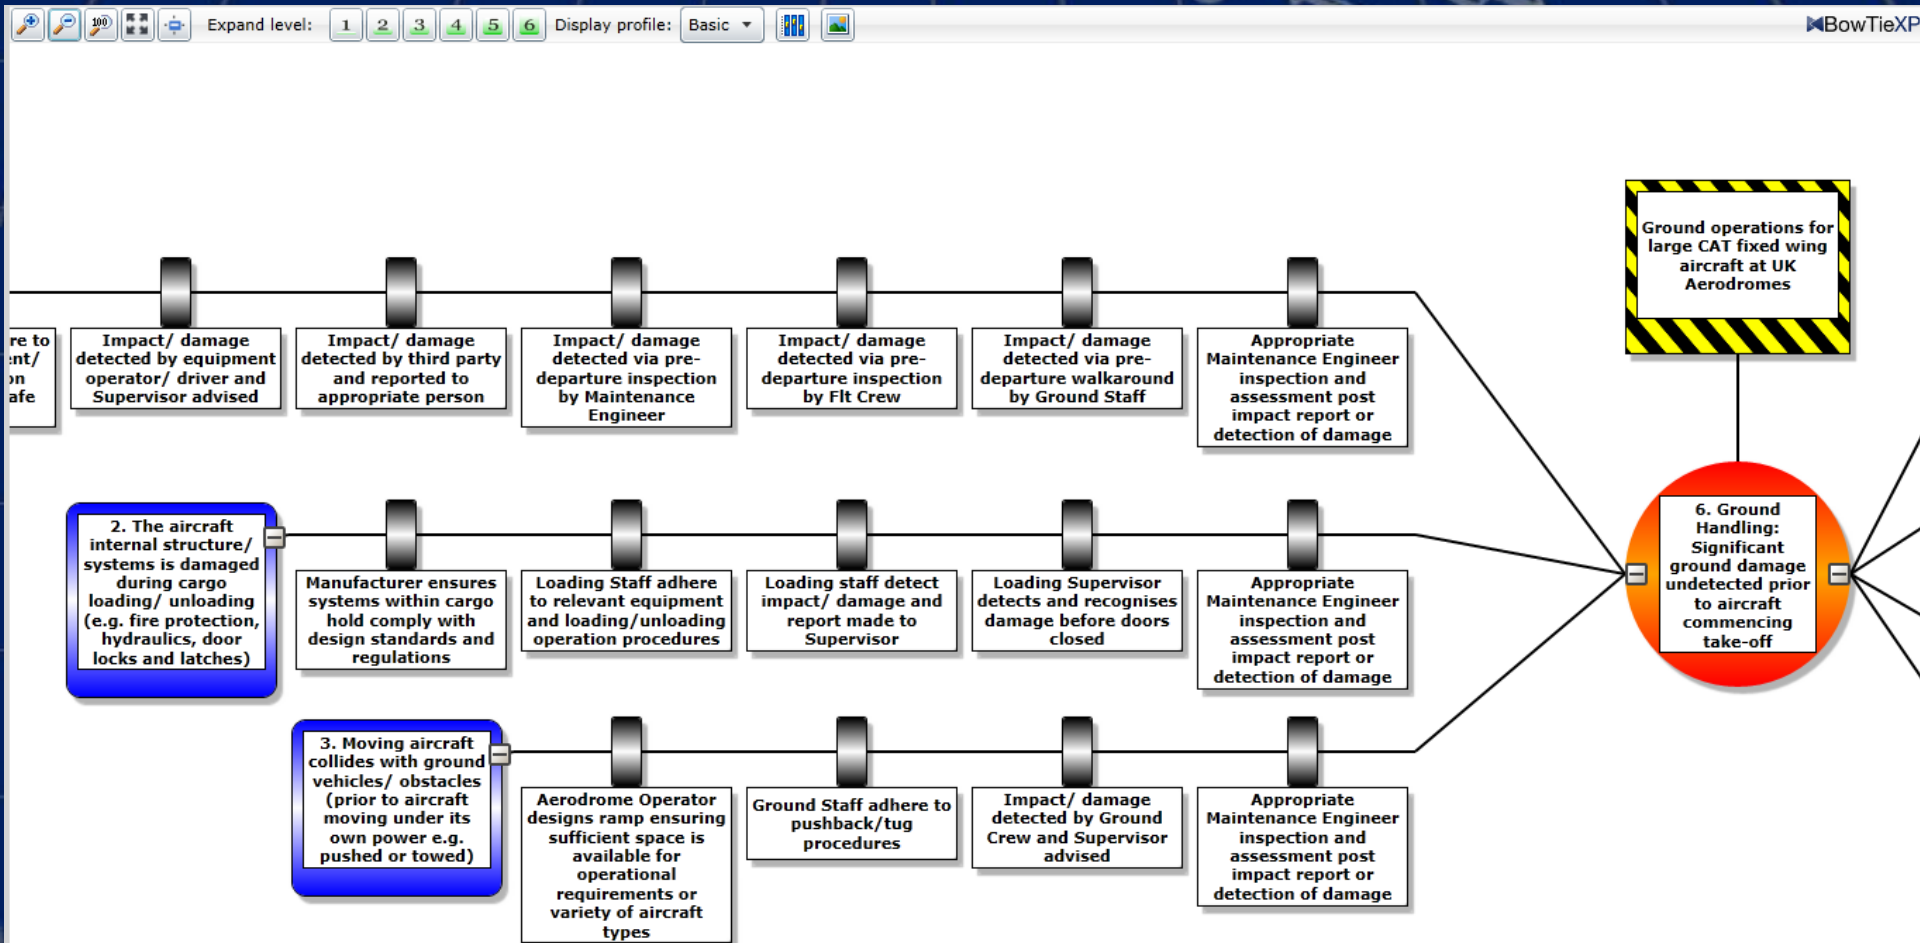 100
Expand level:
1
2
3
4
5
6
Display profile:
Basic
BowTieXP
Ground operations for
large CAT fixed wing
aircraft at UK
Aerodromes
re to
ent/
on
afe
Impact/ damage
detected by equipment
operator/ driver and
Supervisor advised
Impact/ damage
detected by third party
and reported to
appropriate person
Impact/ damage
detected via pre-
departure inspection
by Maintenance
Engineer
Impact/ damage
detected via pre-
departure inspection
by Flt Crew
Impact/ damage
detected via pre-
departure walkaround
by Ground Staff
Appropriate
Maintenance Engineer
inspection and
assessment post
impact report or
detection of damage
2. The aircraft
internal structure/
systems is damaged
during cargo
loading/ unloading
(e.g. fire protection,
hydraulics, door
locks and latches)
Manufacturer ensures
systems within cargo
hold comply with
design standards and
regulations
Loading Staff adhere
to relevant equipment
and loading/unloading
operation procedures
Loading staff detect
impact/ damage and
report made to
Supervisor
Loading Supervisor
detects and recognises
damage before doors
closed
Appropriate
Maintenance Engineer
inspection and
assessment post
impact report or
detection of damage
6. Ground
Handling:
Significant
ground damage
undetected prior
to aircraft
commencing
take-off
3. Moving aircraft
collides with ground
vehicles/ obstacles
(prior to aircraft
moving under its
own power e.g.
pushed or towed)
Aerodrome Operator
designs ramp ensuring
sufficient space is
available for
operational
requirements or
variety of aircraft
types
Ground Staff adhere to
pushback/tug
procedures
Impact/ damage
detected by Ground
Crew and Supervisor
advised
Appropriate
Maintenance Engineer
inspection and
assessment post
impact report or
detection of damage